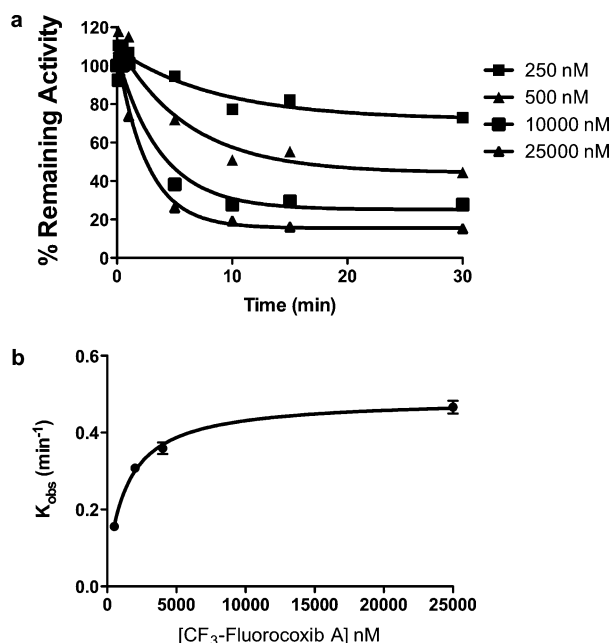 a
% Remaining Activity
120
100
80
60
40
20
0
0 10 20 30
Time (min)
250 nM
500 nM
10000 nM
25000 nM
b
K_obs (min⁻¹)
0.6
0.4
0.2
0.0
0 5000 10000 15000 20000 25000
[CF₃-Fluorocoxib A] nM